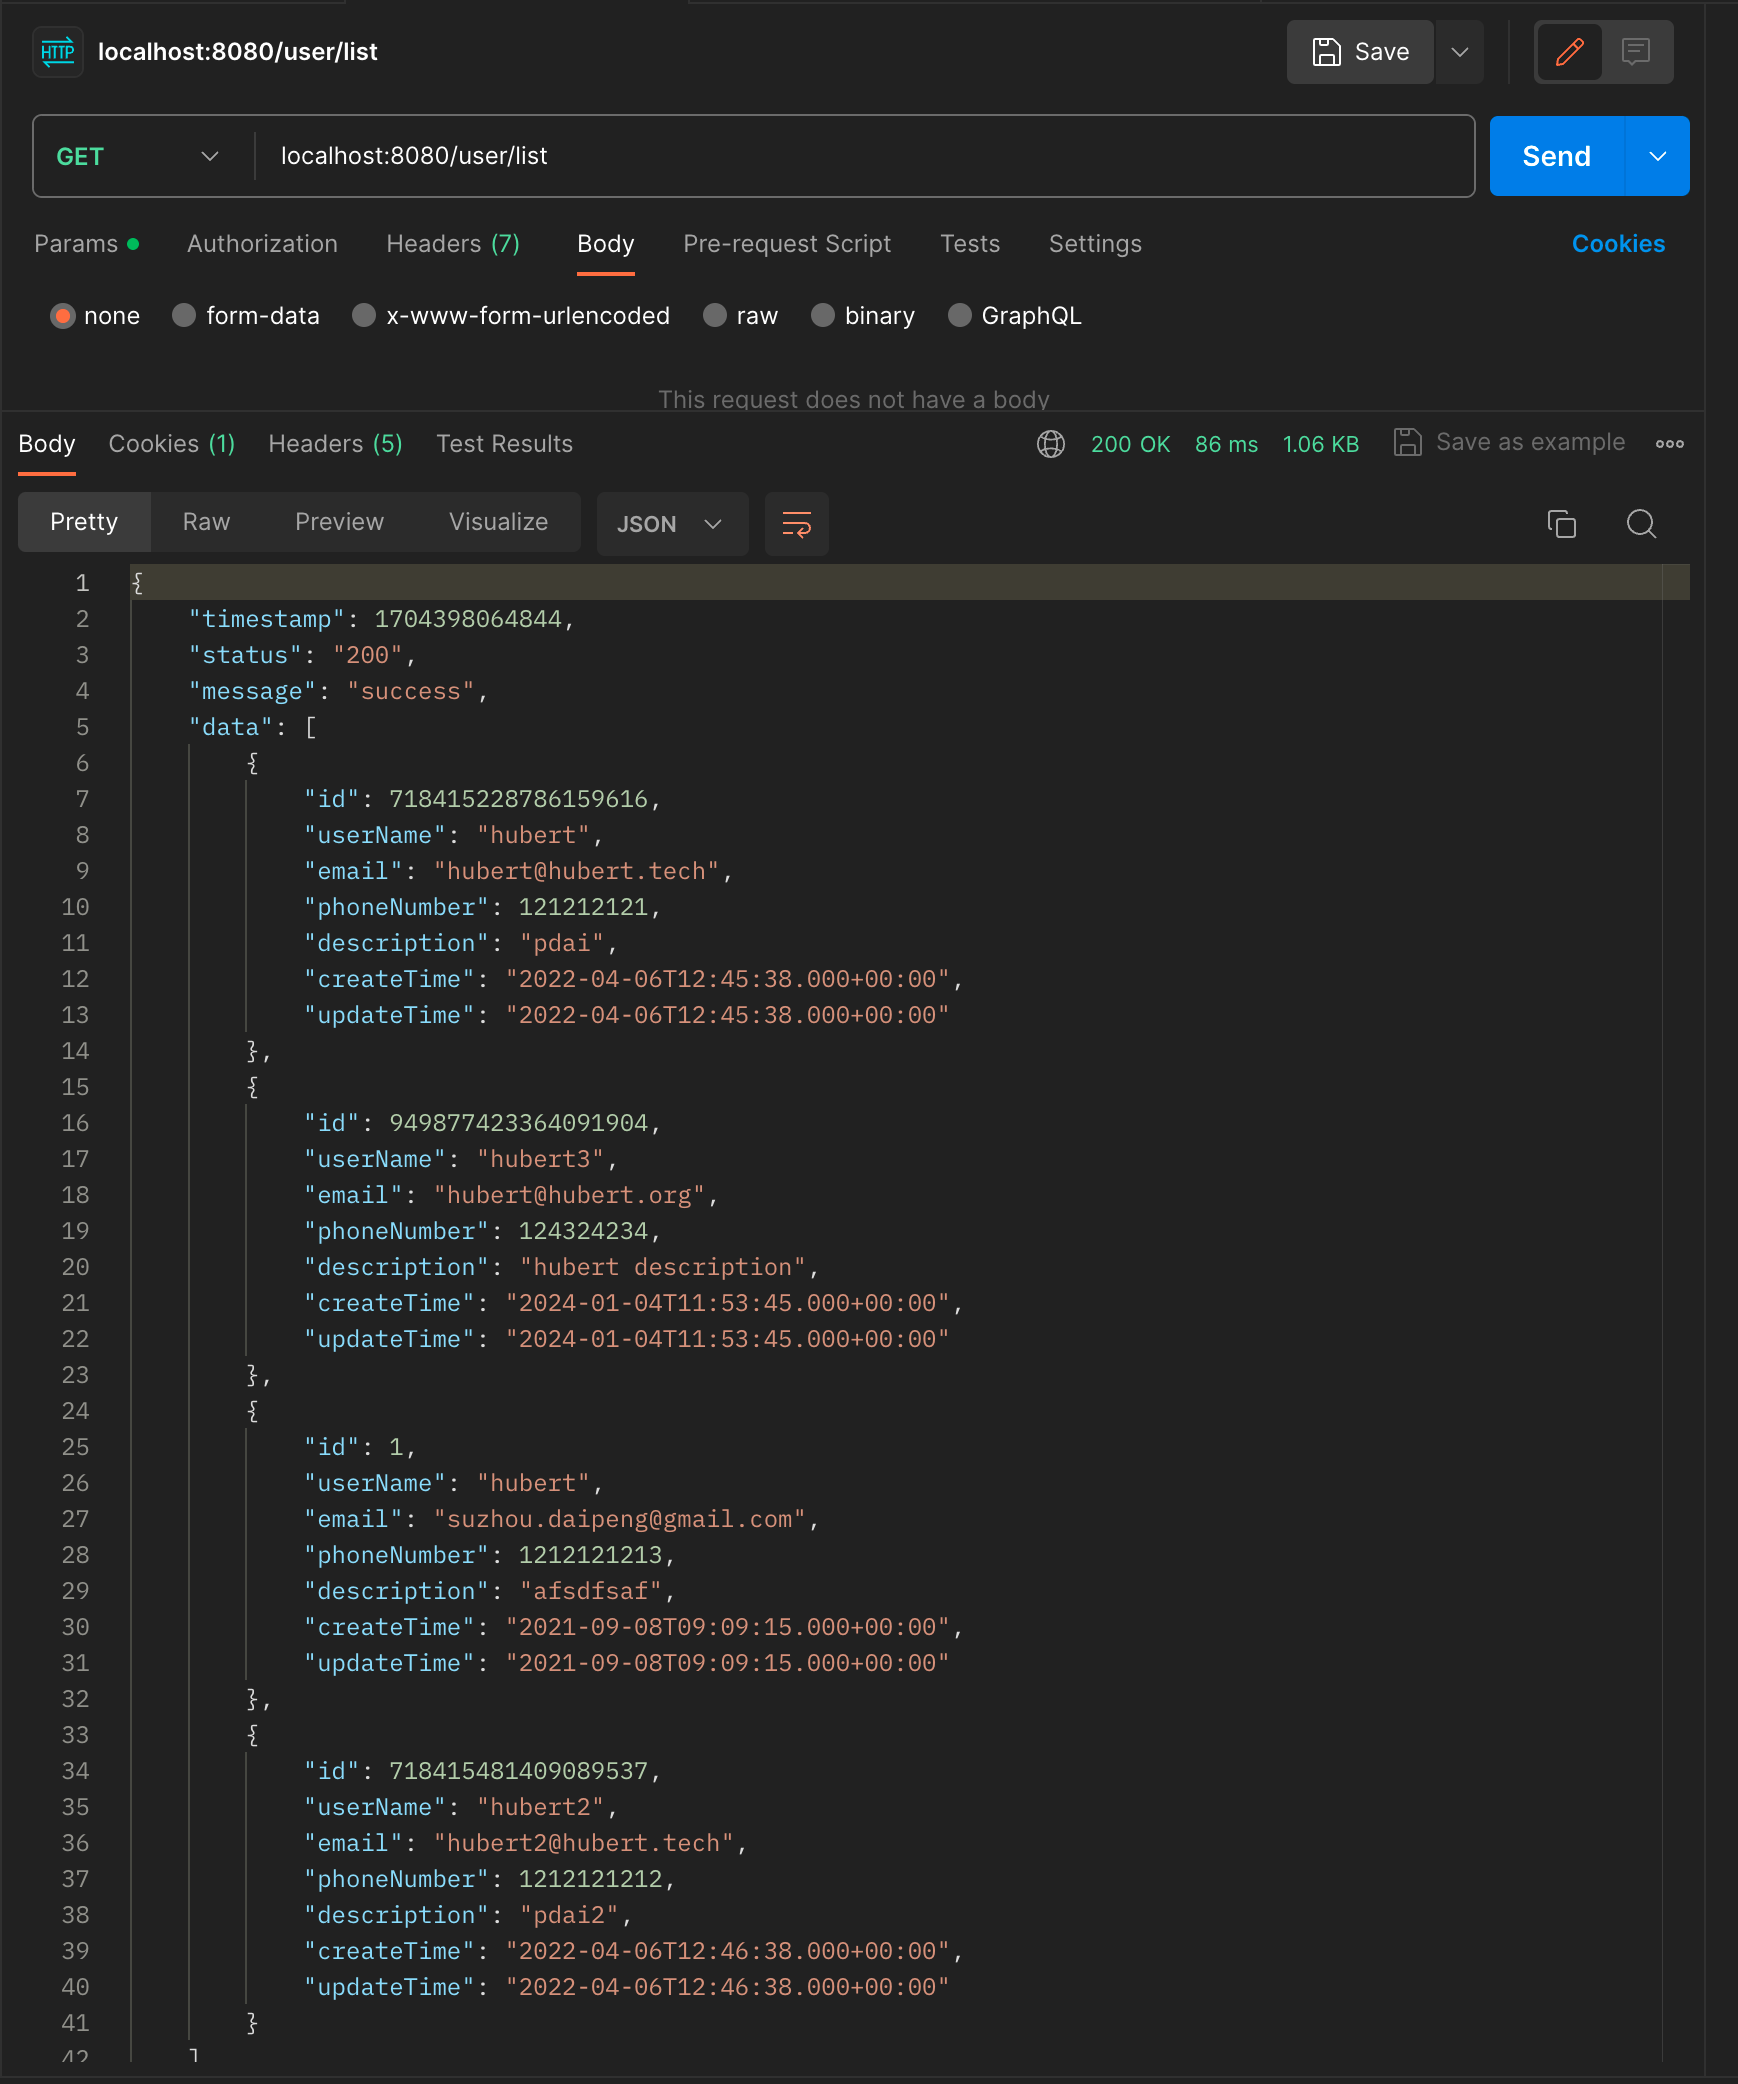 HTTP localhost:8080/user/list Save
GET localhost:8080/user/list Send
Params Authorization Headers (7) Body Pre-request Script Tests Settings Cookies
none form-data x-www-form-urlencoded raw binary GraphQL
This request does not have a body
Body Cookies (1) Headers (5) Test Results 200 OK 86 ms 1.06 KB Save as example
Pretty Raw Preview Visualize JSON
1 {
2 "timestamp": 1704398064844,
3 "status": "200",
4 "message": "success",
5 "data": [
6 {
7 "id": 718415228786159616,
8 "userName": "hubert",
9 "email": "hubert@hubert.tech",
10 "phoneNumber": 121212121,
11 "description": "pdai",
12 "createTime": "2022-04-06T12:45:38.000+00:00",
13 "updateTime": "2022-04-06T12:45:38.000+00:00"
14 },
15 {
16 "id": 949877423364091904,
17 "userName": "hubert3",
18 "email": "hubert@hubert.org",
19 "phoneNumber": 124324234,
20 "description": "hubert description",
21 "createTime": "2024-01-04T11:53:45.000+00:00",
22 "updateTime": "2024-01-04T11:53:45.000+00:00"
23 },
24 {
25 "id": 1,
26 "userName": "hubert",
27 "email": "suzhou.daipeng@gmail.com",
28 "phoneNumber": 1212121213,
29 "description": "afsdfsaf",
30 "createTime": "2021-09-08T09:09:15.000+00:00",
31 "updateTime": "2021-09-08T09:09:15.000+00:00"
32 },
33 {
34 "id": 718415481409089537,
35 "userName": "hubert2",
36 "email": "hubert2@hubert.tech",
37 "phoneNumber": 1212121212,
38 "description": "pdai2",
39 "createTime": "2022-04-06T12:46:38.000+00:00",
40 "updateTime": "2022-04-06T12:46:38.000+00:00"
41 }
42 ]